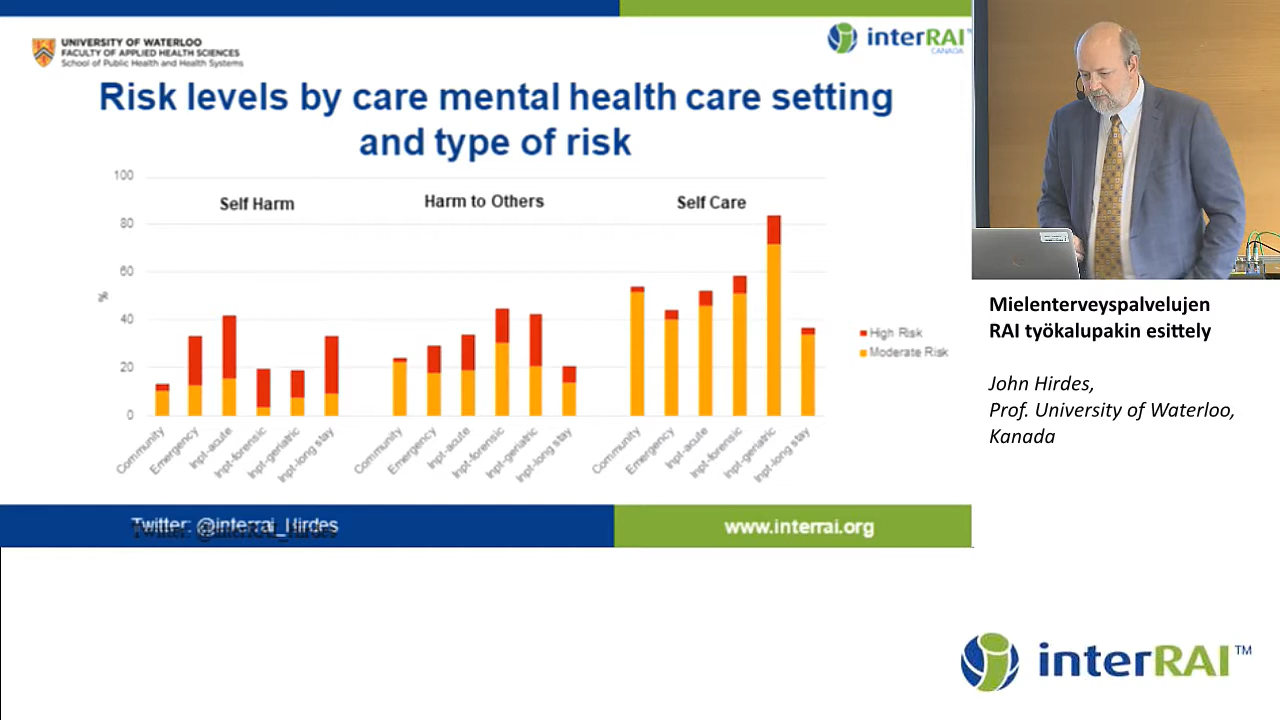 UNIVERSITY OF WATERLOO
FACULTY OF APPLIED HEALTH SCIENCES
School of Public Health and Health Systems
interRAI
CANADA
Risk levels by care mental health care setting
and type of risk
100
80
60
40
20
0
%
Self Harm
Harm to Others
Self Care
High Risk
Moderate Risk
Community
Emergency
Inpt-acute
Inpt-forensic
Inpt-geriatric
Inpt-long stay
Community
Emergency
Inpt-acute
Inpt-forensic
Inpt-geriatric
Inpt-long stay
Community
Emergency
Inpt-acute
Inpt-forensic
Inpt-geriatric
Inpt-long stay
Twitter: @interrai_Hirdes
Twitter: @interRAI_Hirdes
www.interrai.org
Mielenterveyspalvelujen
RAI työkalupakin esittely
John Hirdes,
Prof. University of Waterloo,
Kanada
interRAI™